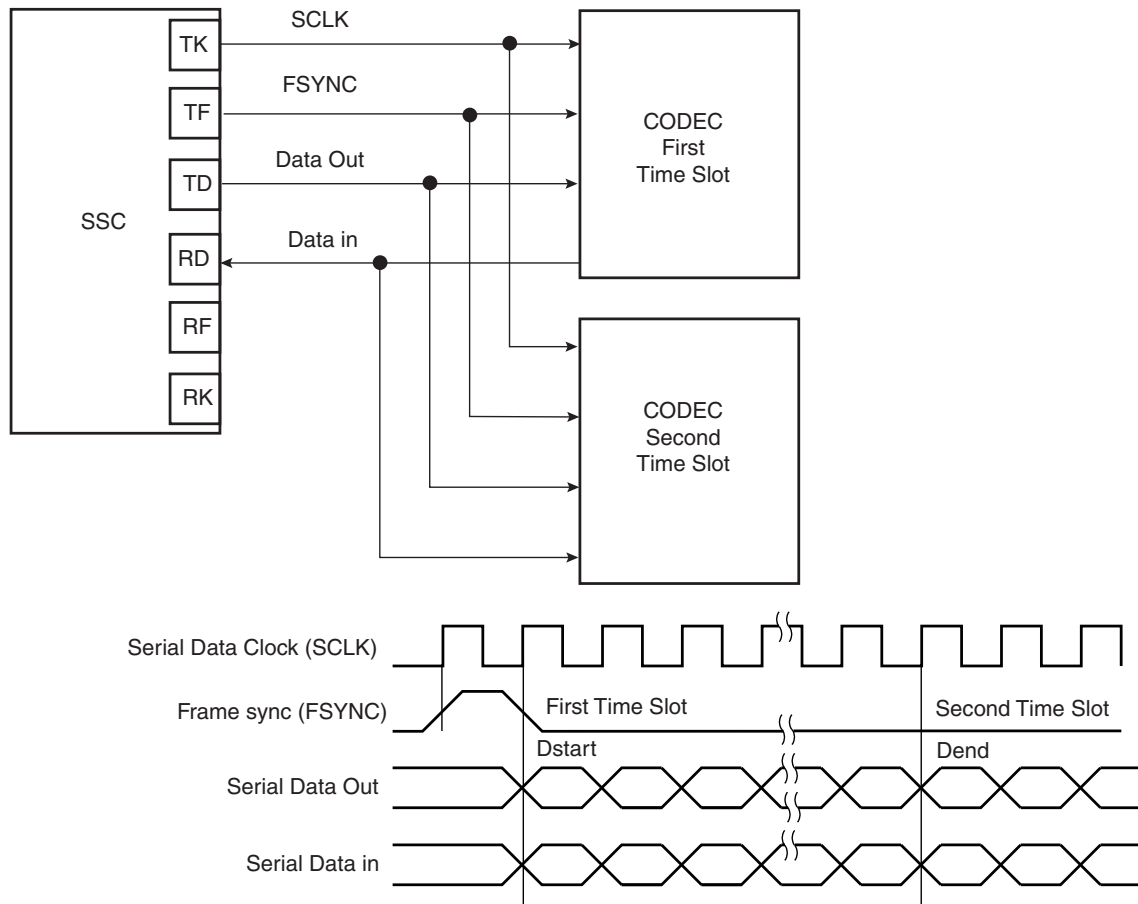 SCLK
TK
FSYNC
TF
CODEC
First
Time Slot
Data Out
TD
SSC
Data in
RD
RF
RK
CODEC
Second
Time Slot
Serial Data Clock (SCLK)
Frame sync (FSYNC)
First Time Slot
Second Time Slot
Dstart
Dend
Serial Data Out
Serial Data in